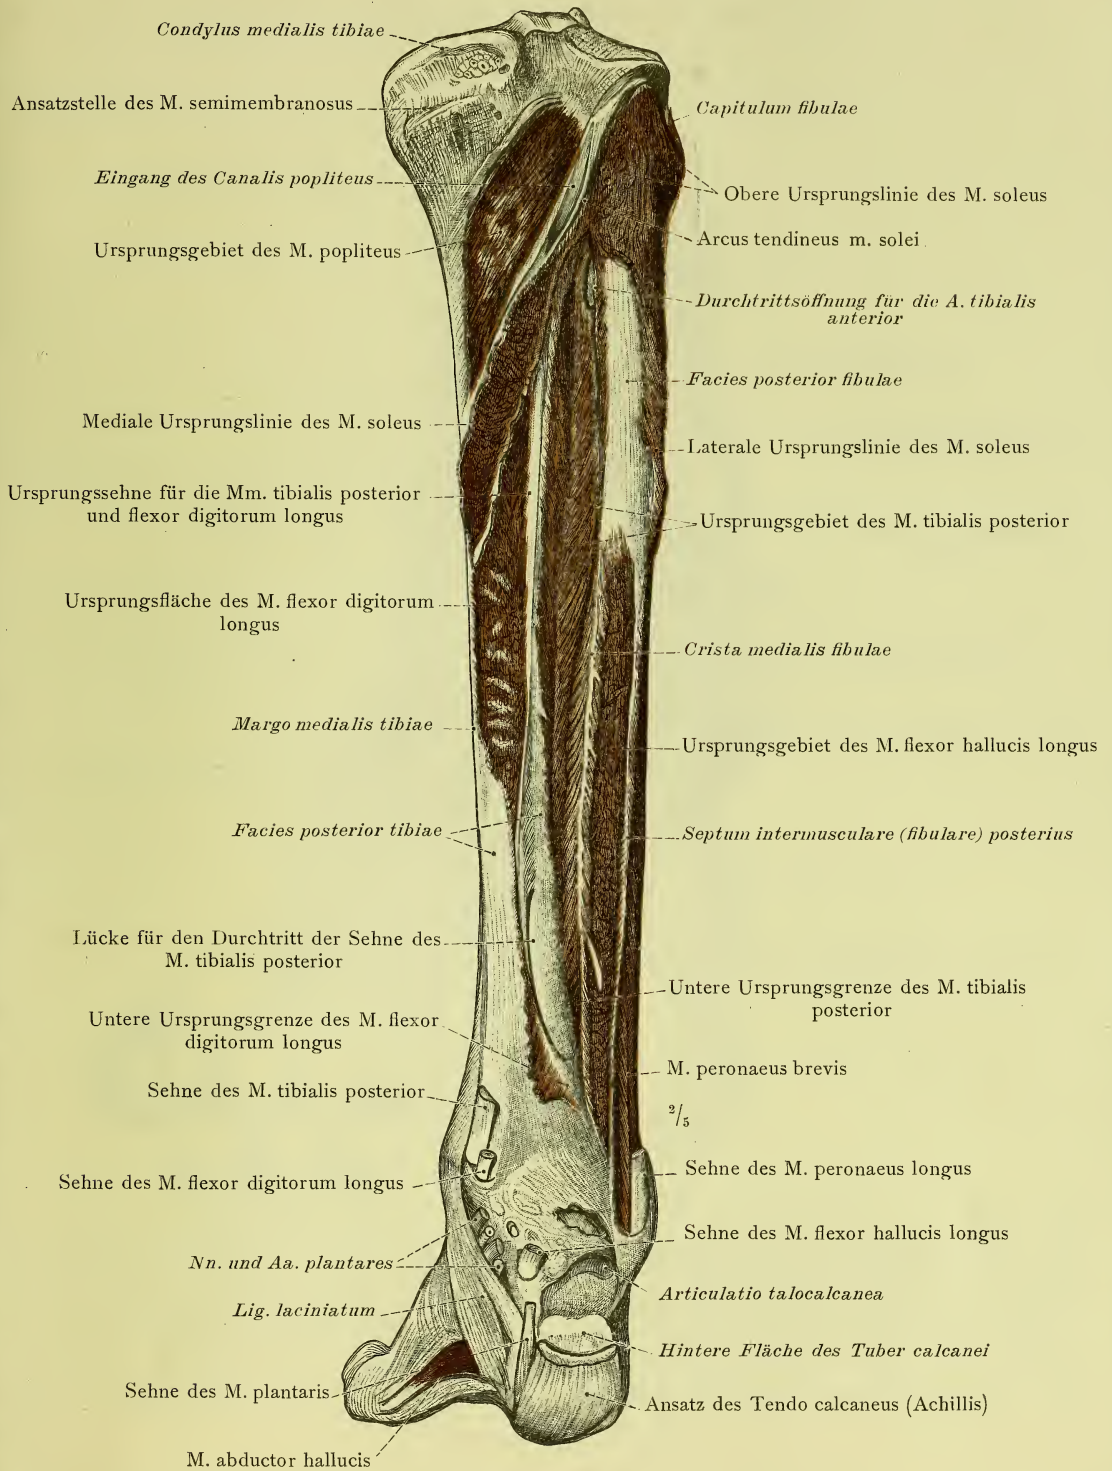 Condylus medialis tibiae
Ansatzstelle des M. semimembranosus
Eingang des Canalis popliteus
Ursprungsgebiet des M. popliteus
Mediale Ursprungslinie des M. soleus
Ursprungssehne für die Mm. tibialis posterior
und flexor digitorum longus
Ursprungsfläche des M. flexor digitorum
longus
Margo medialis tibiae
Facies posterior tibiae
Lücke für den Durchtritt der Sehne des
M. tibialis posterior
Untere Ursprungsgrenze des M. flexor
digitorum longus
Sehne des M. tibialis posterior
Sehne des M. flexor digitorum longus
Nn. und Aa. plantares
Lig. laciniatum
Sehne des M. plantaris
M. abductor hallucis
Capitulum fibulae
Obere Ursprungslinie des M. soleus
Arcus tendineus m. solei
Durchtrittsöffnung für die A. tibialis
anterior
Facies posterior fibulae
Laterale Ursprungslinie des M. soleus
Ursprungsgebiet des M. tibialis posterior
Crista medialis fibulae
Ursprungsgebiet des M. flexor hallucis longus
Septum intermusculare (fibulare) posterius
Untere Ursprungsgrenze des M. tibialis
posterior
M. peronaeus brevis
2/5
Sehne des M. peronaeus longus
Sehne des M. flexor hallucis longus
Articulatio talocalcanea
Hintere Fläche des Tuber calcanei
Ansatz des Tendo calcaneus (Achillis)